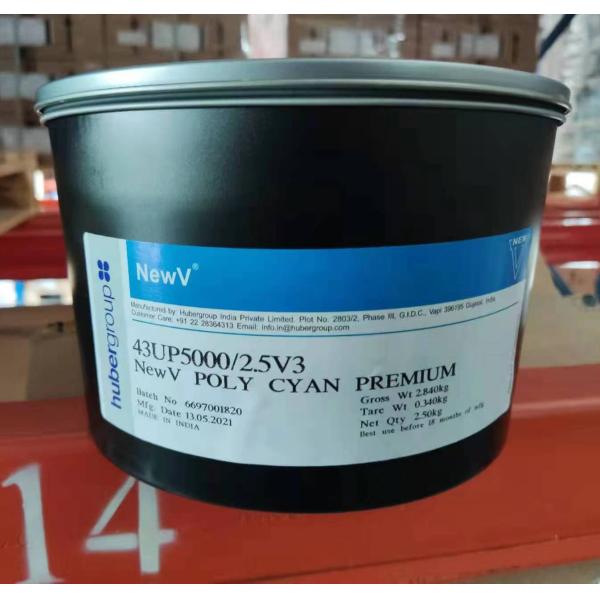 hubergroup
NewV®
NEWV
V
Manufactured by: Hubergroup India Private Limited. Plot No. 2803/2, Phase III, G.I.D.C., Vapi 396195 Gujarat, India
Customer Care: +91 22 28364313 Email: info.in@hubergroup.com
43UP5000/2.5V3
NewV POLY CYAN PREMIUM
Batch No 6697001820
Mfg. Date 13.05.2021
MADE IN INDIA
Gross Wt 2.840kg
Tare Wt 0.340kg
Net Qty 2.50kg
Best use before 18 months of mfg
14